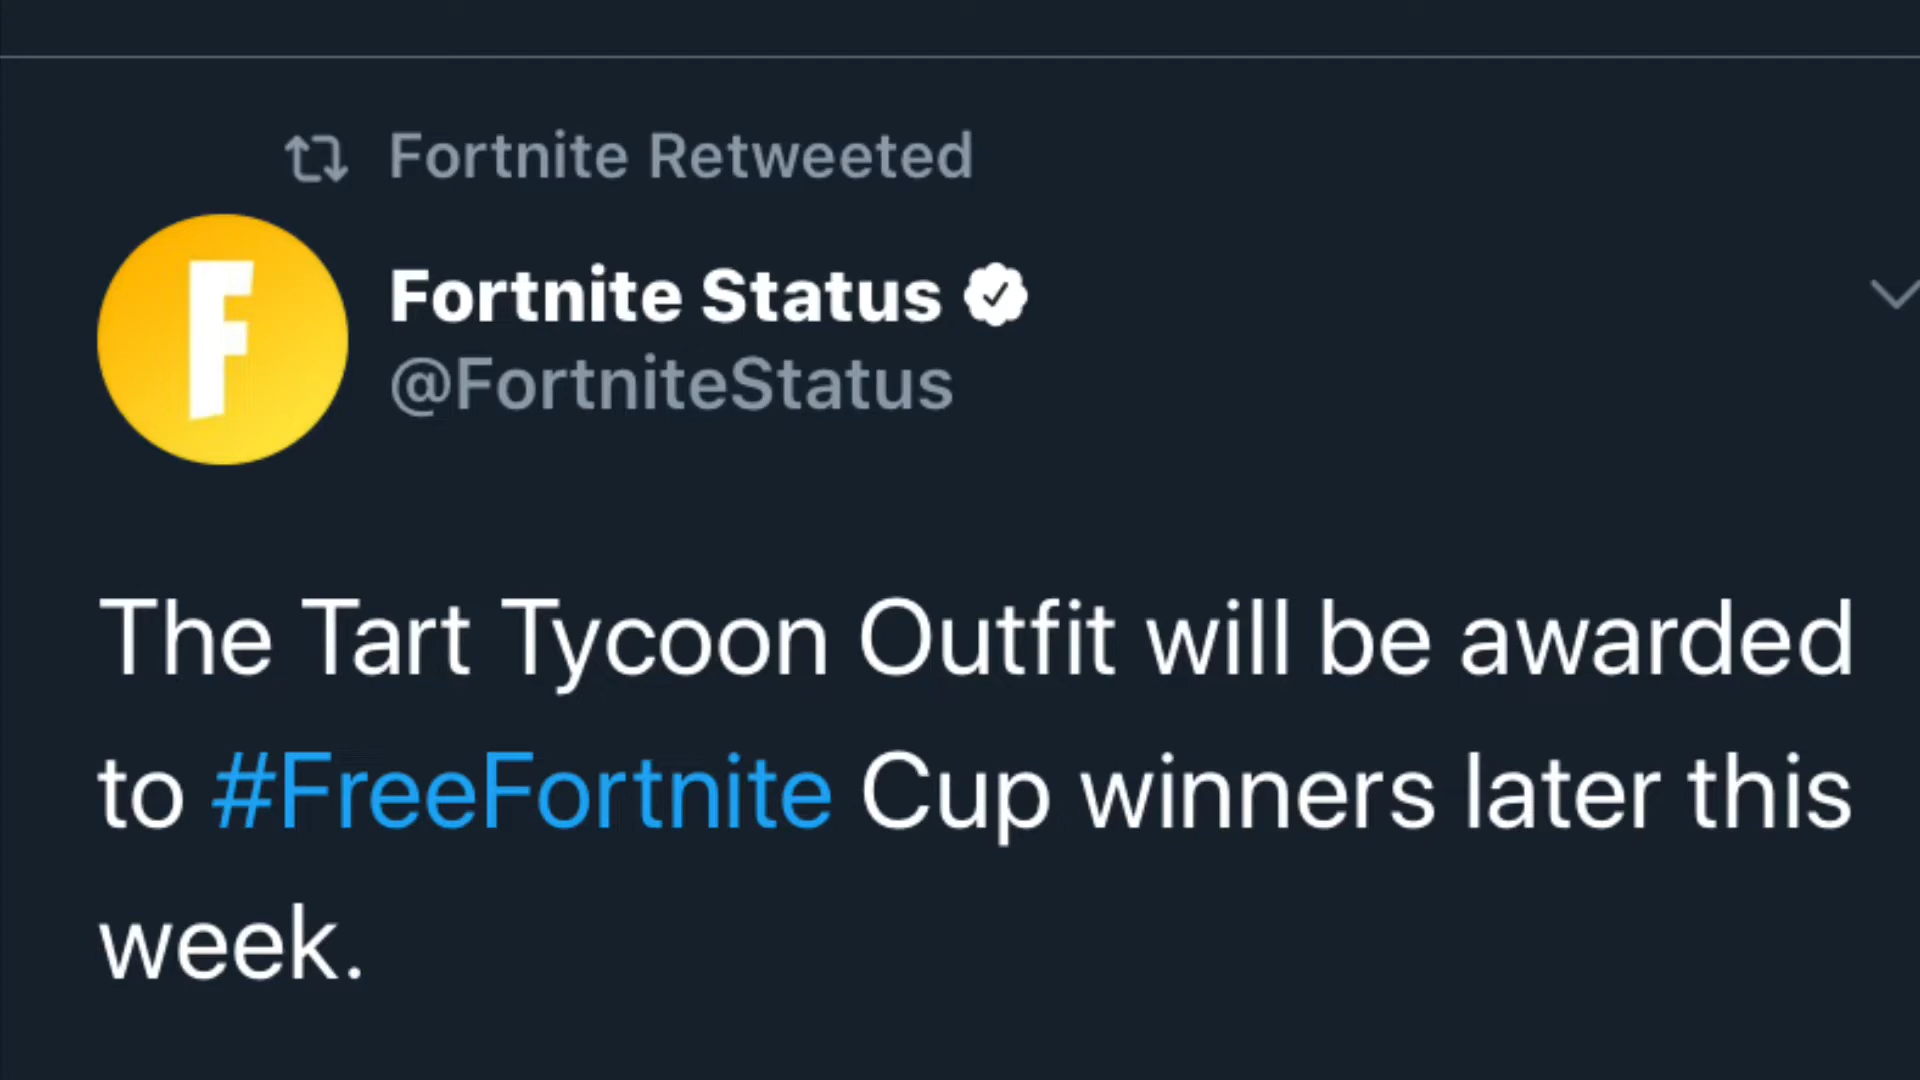 Fortnite Retweeted
F
Fortnite Status
@FortniteStatus
The Tart Tycoon Outfit will be awarded
to #FreeFortnite Cup winners later this
week.